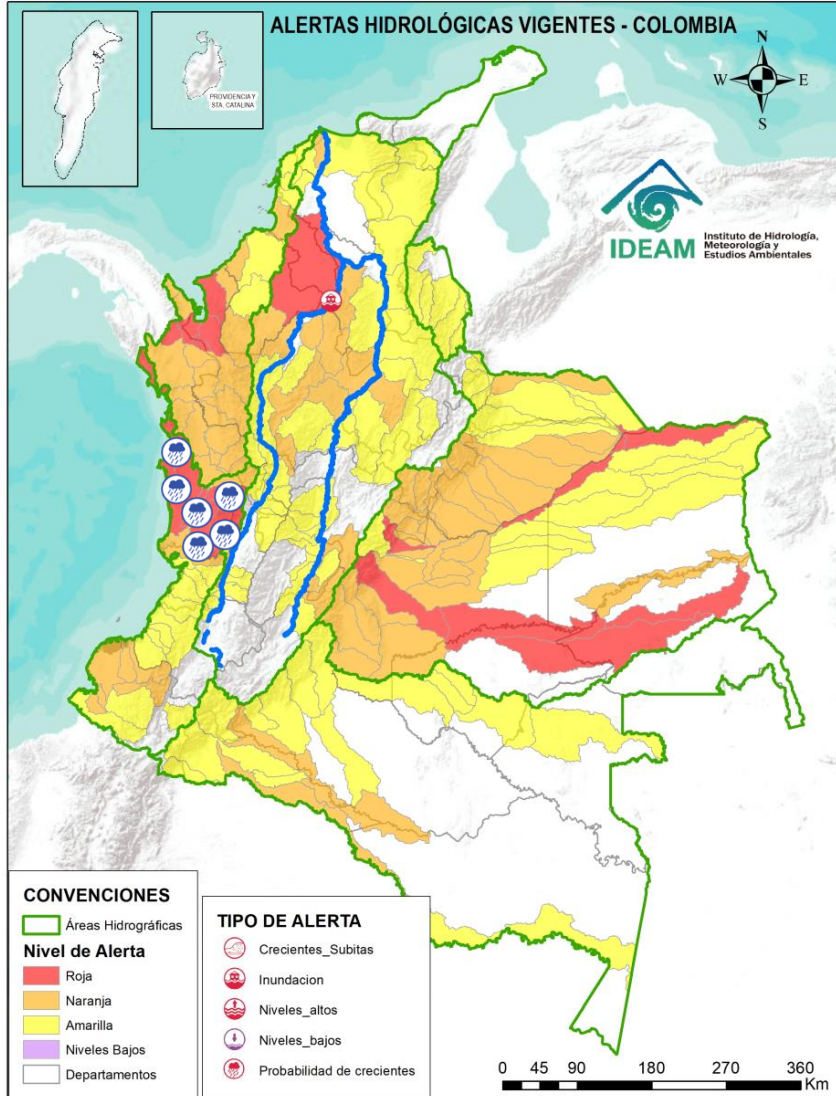 ALERTAS HIDROLÓGICAS VIGENTES - COLOMBIA
PROVIDENCIA Y
STA. CATALINA
N
W
E
S
IDEAM
Instituto de Hidrología,
Meteorología y
Estudios Ambientales
CONVENCIONES
Áreas Hidrográficas
Nivel de Alerta
Roja
Naranja
Amarilla
Niveles Bajos
Departamentos
TIPO DE ALERTA
Crecientes_Subitas
Inundacion
Niveles_altos
Niveles_bajos
Probabilidad de crecientes
0 45 90 180 270 360
Km